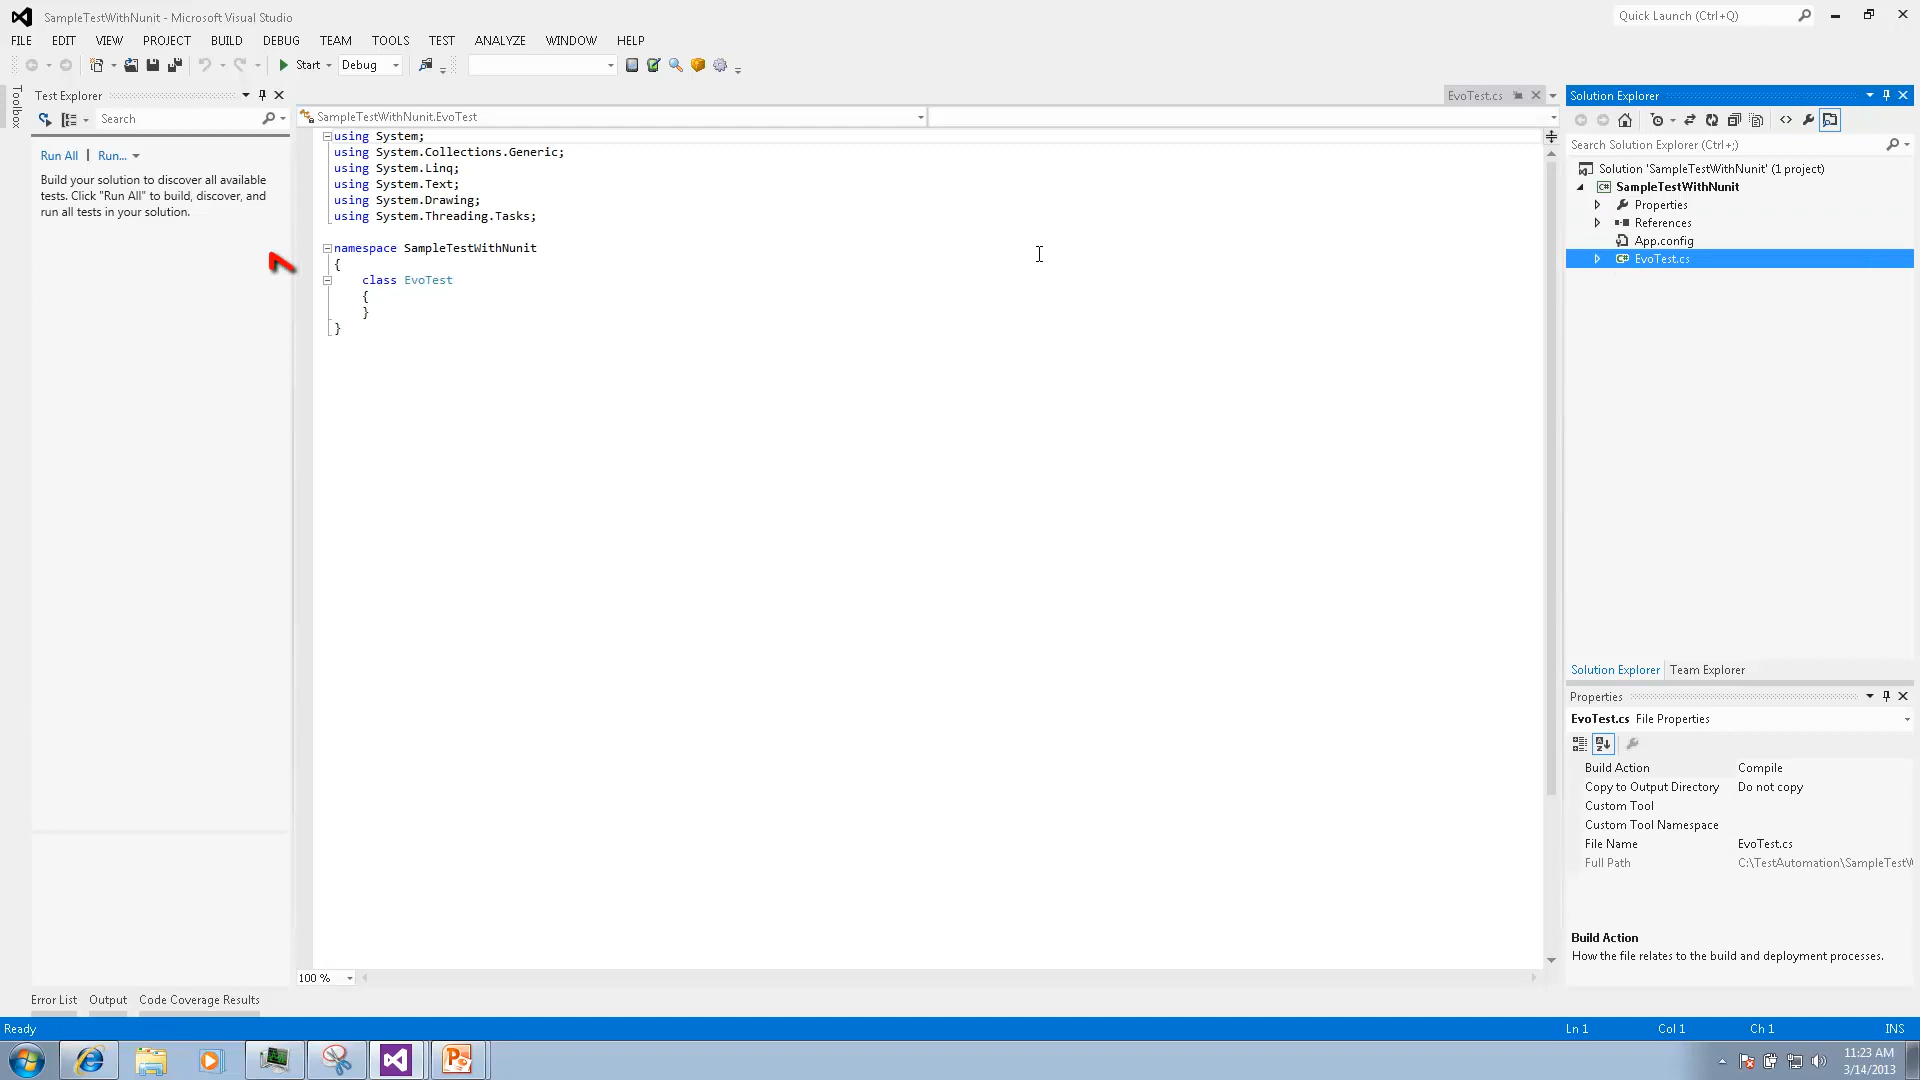 SampleTestWithNunit - Microsoft Visual Studio
Quick Launch (Ctrl+Q)
FILE EDIT VIEW PROJECT BUILD DEBUG TEAM TOOLS TEST ANALYZE WINDOW HELP
Start Debug
Toolbox
Test Explorer
Search
Run All | Run...
Build your solution to discover all available
tests. Click "Run All" to build, discover, and
run all tests in your solution.
EvoTest.cs
SampleTestWithNunit.EvoTest
using System;
using System.Collections.Generic;
using System.Linq;
using System.Text;
using System.Drawing;
using System.Threading.Tasks;
namespace SampleTestWithNunit
{
class EvoTest
{
}
}
100 %
Solution Explorer
Search Solution Explorer (Ctrl+;)
Solution 'SampleTestWithNunit' (1 project)
C# SampleTestWithNunit
Properties
References
App.config
C# EvoTest.cs
Solution Explorer Team Explorer
Properties
EvoTest.cs File Properties
Build Action Compile
Copy to Output Directory Do not copy
Custom Tool
Custom Tool Namespace
File Name EvoTest.cs
Full Path C:\TestAutomation\SampleTestW
Build Action
How the file relates to the build and deployment processes.
Error List Output Code Coverage Results
Ready Ln 1 Col 1 Ch 1 INS
11:23 AM
3/14/2013